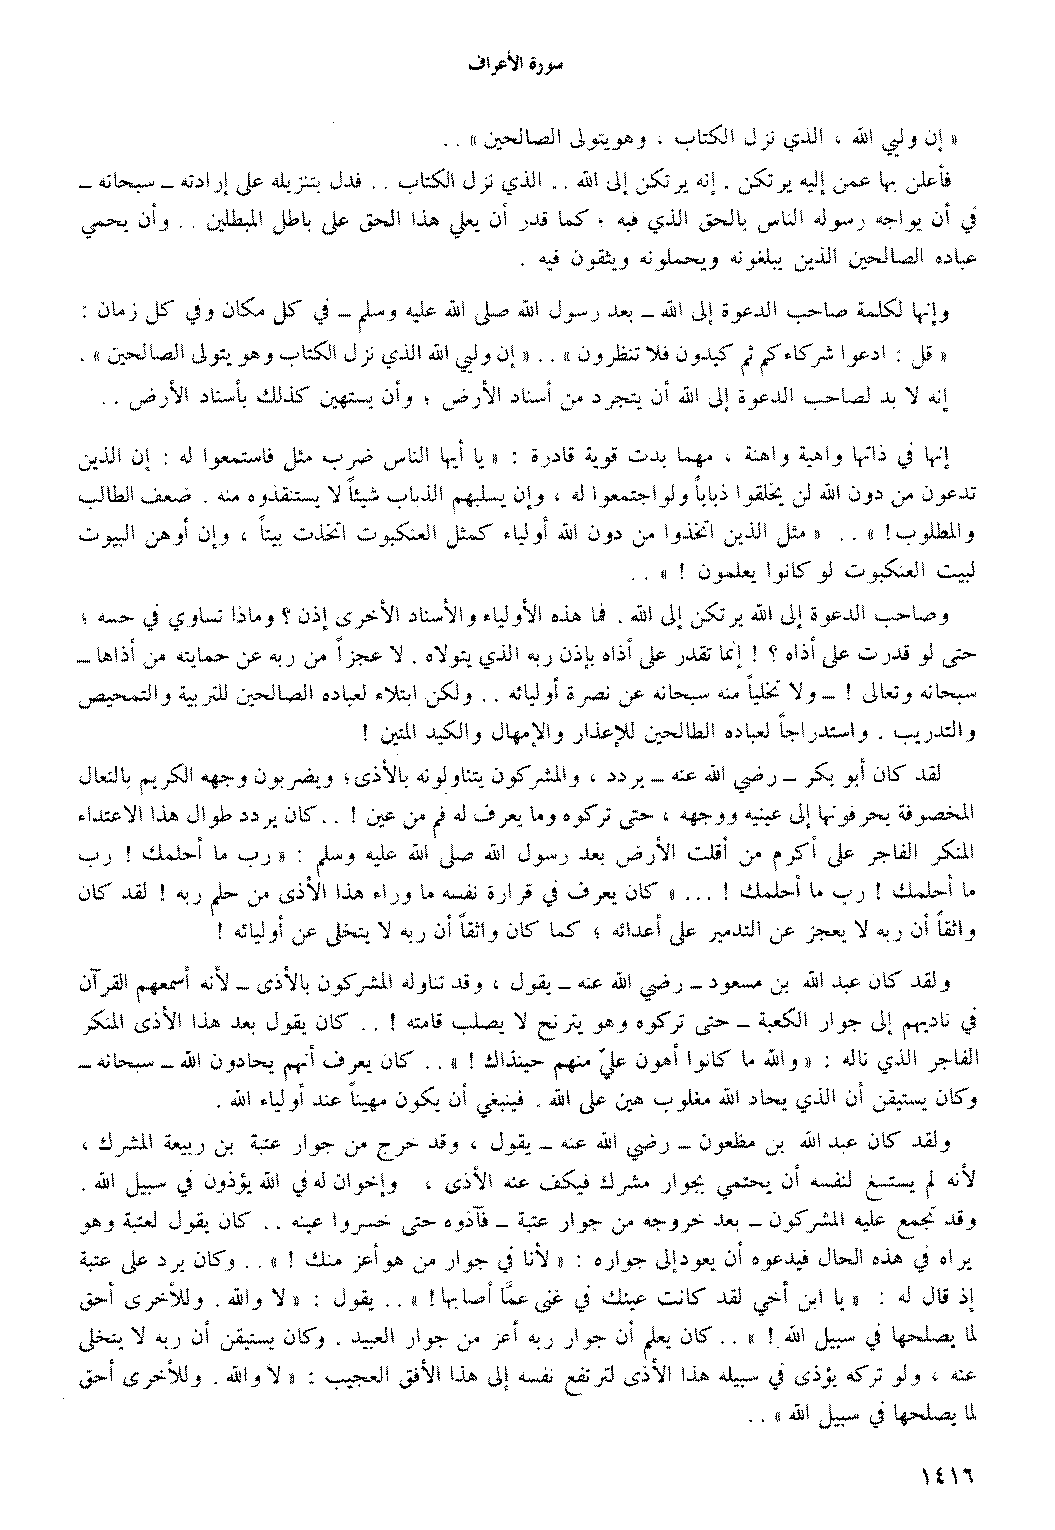 سورة الأعراف
« إن وليي الله ، الذي نزل الكتاب ، وهو يتولى الصالحين » ..
فأعلن بها عمن إليه يرتكن . إنه يرتكن إلى الله .. الذي نزل الكتاب .. فدل بتنزيله على إرادته – سبحانه –
في أن يواجه رسوله الناس بالحق الذي فيه ؛ كما قدر أن يعلي هذا الحق على باطل المبطلين .. وأن يحمي
عباده الصالحين الذين يبلغونه ويحملونه ويثقون فيه .
وإنها لكلمة صاحب الدعوة إلى الله – بعد رسول الله صلى الله عليه وسلم – في كل مكان وفي كل زمان :
« قل : ادعوا شركاءكم ثم كيدون فلا تنظرون » .. « إن وليي الله الذي نزل الكتاب وهو يتولى الصالحين » .
إنه لا بد لصاحب الدعوة إلى الله أن يتجرد من أسناد الأرض ؛ وأن يستهين كذلك بأسناد الأرض ..
إنها في ذاتها واهية واهنة ، مهما بدت قوية قادرة : « يا أيها الناس ضرب مثل فاستمعوا له : إن الذين
تدعون من دون الله لن يخلقوا ذباباً ولو اجتمعوا له ، وإن يسلبهم الذباب شيئاً لا يستنقذوه منه . ضعف الطالب
والمطلوب! » .. « مثل الذين اتخذوا من دون الله أولياء كمثل العنكبوت اتخذت بيتاً ، وإن أوهن البيوت
لبيت العنكبوت لو كانوا يعلمون ! » ..
وصاحب الدعوة إلى الله يرتكن إلى الله . فما هذه الأولياء والأسناد الأخرى إذن ؟ وماذا تساوي في حسه ؛
حتى لو قدرت على أذاه ؟ ! إنما تقدر على أذاه بإذن ربه الذي يتولاه . لا عجزاً من ربه عن حمايته من أذاها –
سبحانه وتعالى ! – ولا تخلياً منه سبحانه عن نصرة أوليائه .. ولكن ابتلاء لعباده الصالحين للتربية والتمحيص
والتدريب . واستدراجاً لعباده الطالحين للإعذار والإمهال والكيد المتين !
لقد كان أبو بكر – رضي الله عنه – يردد ، والمشركون يتناولونه بالأذى؛ ويضربون وجهه الكريم بالنعال
المخصوفة يحرفونها إلى عينيه ووجهه ، حتى تركوه وما يعرف له فم من عين ! .. كان يردد طوال هذا الاعتداء
المنكر الفاجر على أكرم من أقلت الأرض بعد رسول الله صلى الله عليه وسلم : « رب ما أحلمك ! رب
ما أحلمك ! رب ما أحلمك ! ... » كان يعرف في قرارة نفسه ما وراء هذا الأذى من حلم ربه ! لقد كان
واثقاً أن ربه لا يعجز عن التدمير على أعدائه ؛ كما كان واثقاً أن ربه لا يتخلى عن أوليائه !
ولقد كان عبد الله بن مسعود – رضي الله عنه – يقول ، وقد تناوله المشركون بالأذى – لأنه أسمعهم القرآن
في ناديهم إلى جوار الكعبة – حتى تركوه وهو يترنح لا يصلب قامته ! .. كان يقول بعد هذا الأذى المنكر
الفاجر الذي ناله : « والله ما كانوا أهون عليّ منهم حينذاك ! » .. كان يعرف أنهم يحادون الله – سبحانه –
وكان يستيقن أن الذي يحاد الله مغلوب هين على الله . فينبغي أن يكون مهيناً عند أولياء الله .
ولقد كان عبد الله بن مظعون – رضي الله عنه – يقول ، وقد خرج من جوار عتبة بن ربيعة المشرك ،
لأنه لم يستسغ لنفسه أن يحتمي بجوار مشرك فيكف عنه الأذى ، وإخوان له في الله يؤذون في سبيل الله .
وقد تجمع عليه المشركون – بعد خروجه من جوار عتبة – فآذوه حتى خسروا عينه .. كان يقول لعتبة وهو
يراه في هذه الحال فيدعوه أن يعود إلى جواره : « لأنا في جوار من هو أعز منك ! » .. وكان يرد على عتبة
إذ قال له : « يا ابن أخي لقد كانت عينك في غنى عمَّا أصابها! » .. يقول : « لا والله . وللأخرى أحق
لما يصلحها في سبيل الله ! » .. كان يعلم أن جوار ربه أعز من جوار العبيد . وكان يستيقن أن ربه لا يتخلى
عنه ، ولو تركه يؤذى في سبيله هذا الأذى لترتفع نفسه إلى هذا الأفق العجيب : « لا والله . وللأخرى أحق
لما يصلحها في سبيل الله » ..
١٤١٦